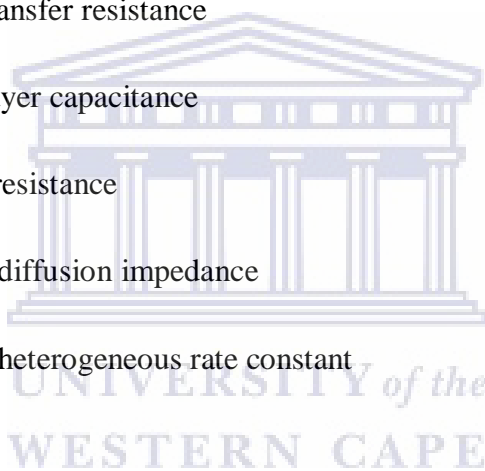 ansfer resistance
yer capacitance
resistance
diffusion impedance
heterogeneous rate constant
UNIVERSITY of the
WESTERN CAPE